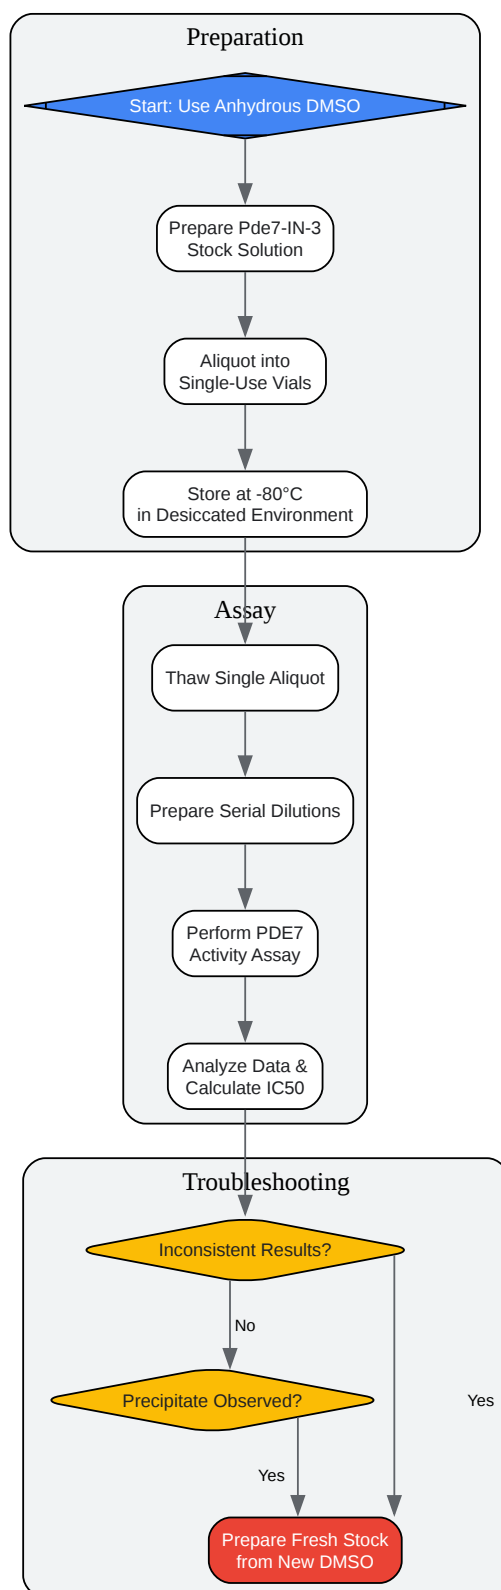 Preparation
Start: Use Anhydrous DMSO
Prepare Pde7-IN-3
Stock Solution
Aliquot into
Single-Use Vials
Store at -80°C
in Desiccated Environment
Assay
Thaw Single Aliquot
Prepare Serial Dilutions
Perform PDE7
Activity Assay
Analyze Data &
Calculate IC50
Troubleshooting
Inconsistent Results?
No
Precipitate Observed?
Yes
Yes
Prepare Fresh Stock
from New DMSO